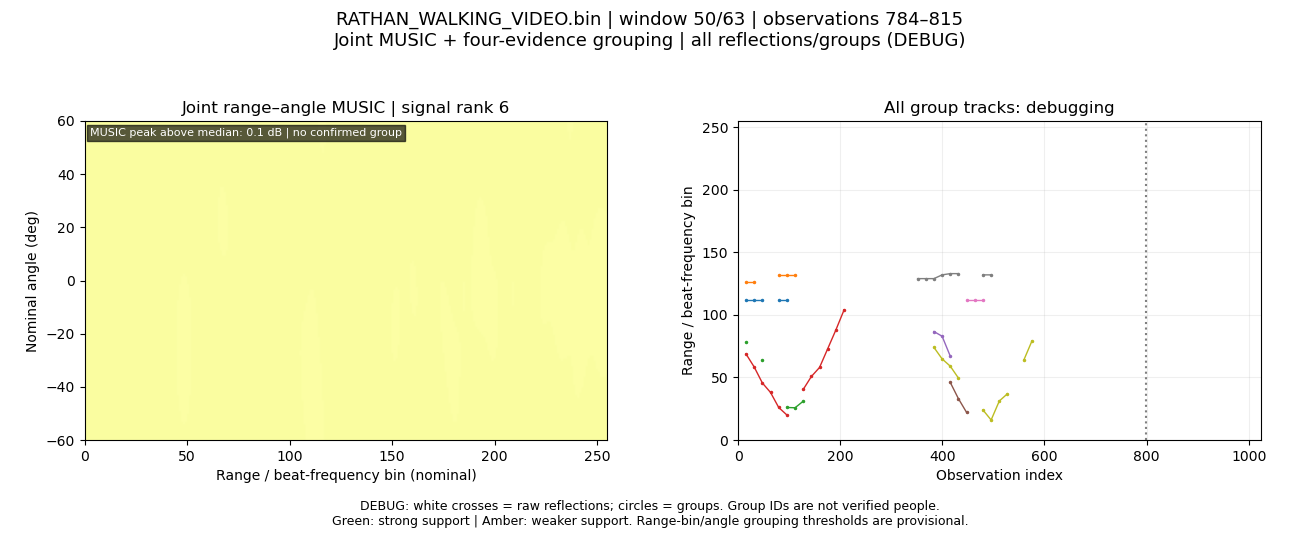 RATHAN_WALKING_VIDEO.bin | window 50/63 | observations 784–815
Joint MUSIC + four-evidence grouping | all reflections/groups (DEBUG)
Joint range–angle MUSIC | signal rank 6
MUSIC peak above median: 0.1 dB | no confirmed group
Nominal angle (deg)
60
40
20
0
−20
−40
−60
0 50 100 150 200 250
Range / beat-frequency bin (nominal)
All group tracks: debugging
Range / beat-frequency bin
250
200
150
100
50
0
0 200 400 600 800 1000
Observation index
DEBUG: white crosses = raw reflections; circles = groups. Group IDs are not verified people.
Green: strong support | Amber: weaker support. Range-bin/angle grouping thresholds are provisional.